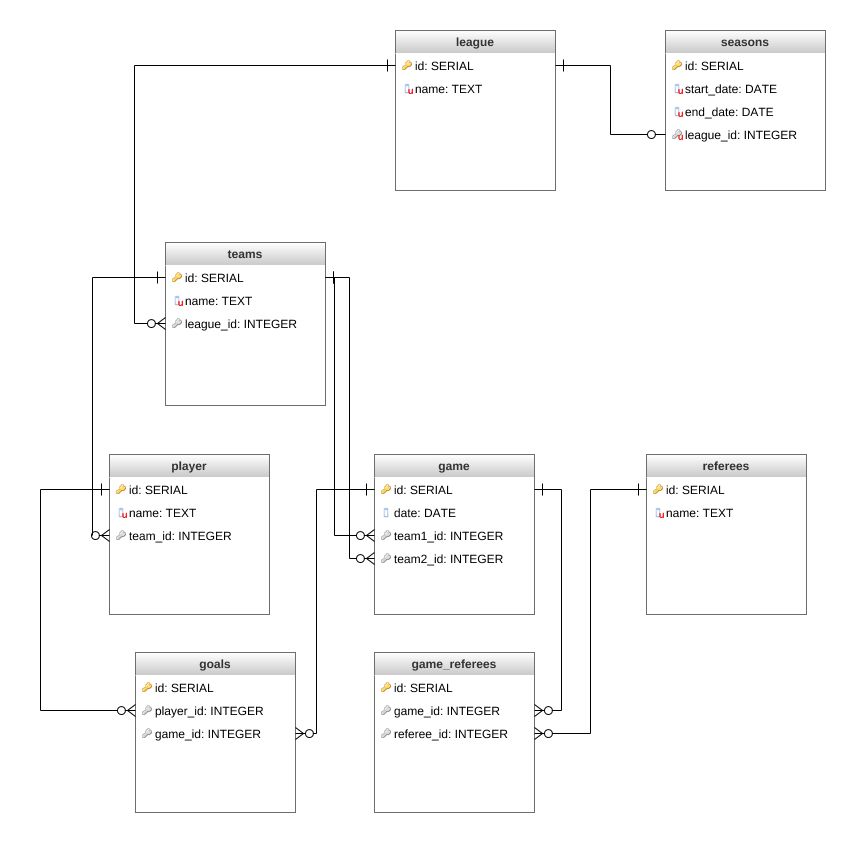 league
id: SERIAL
name: TEXT
seasons
id: SERIAL
start_date: DATE
end_date: DATE
league_id: INTEGER
teams
id: SERIAL
name: TEXT
league_id: INTEGER
player
id: SERIAL
name: TEXT
team_id: INTEGER
game
id: SERIAL
date: DATE
team1_id: INTEGER
team2_id: INTEGER
referees
id: SERIAL
name: TEXT
goals
id: SERIAL
player_id: INTEGER
game_id: INTEGER
game_referees
id: SERIAL
game_id: INTEGER
referee_id: INTEGER